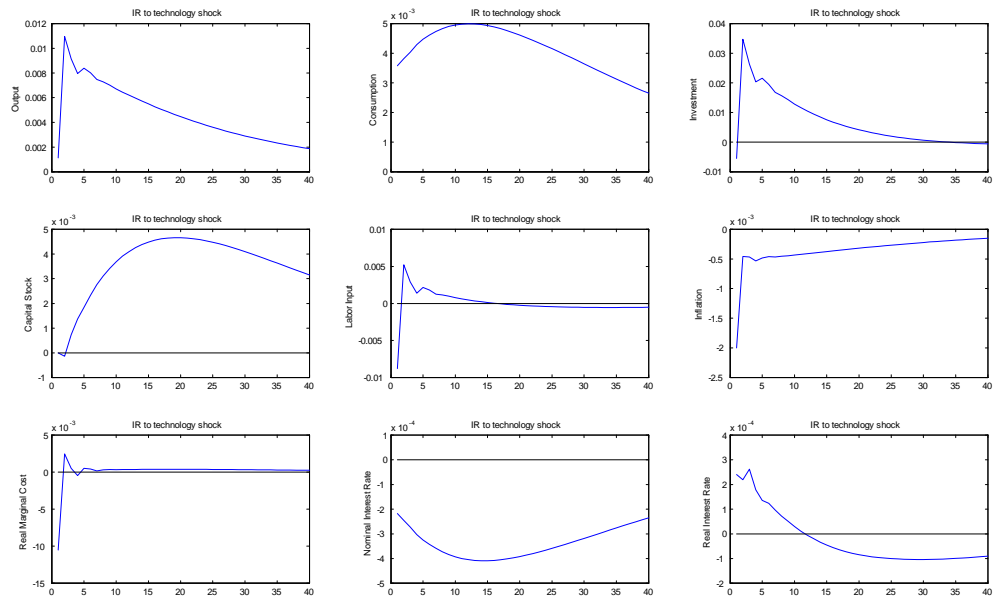 IR to technology shock
Output
0.012
0.01
0.008
0.006
0.004
0.002
0
0 5 10 15 20 25 30 35 40
x 10⁻³ IR to technology shock
Consumption
5
4
3
2
1
0
0 5 10 15 20 25 30 35 40
IR to technology shock
Investment
0.04
0.03
0.02
0.01
0
-0.01
0 5 10 15 20 25 30 35 40
x 10⁻³ IR to technology shock
Capital Stock
5
4
3
2
1
0
-1
0 5 10 15 20 25 30 35 40
IR to technology shock
Labor Input
0.01
0.005
0
-0.005
-0.01
0 5 10 15 20 25 30 35 40
x 10⁻³ IR to technology shock
Inflation
0
-0.5
-1
-1.5
-2
-2.5
0 5 10 15 20 25 30 35 40
x 10⁻³ IR to technology shock
Real Marginal Cost
5
0
-5
-10
-15
0 5 10 15 20 25 30 35 40
x 10⁻⁴ IR to technology shock
Nominal Interest Rate
1
0
-1
-2
-3
-4
-5
0 5 10 15 20 25 30 35 40
x 10⁻⁴ IR to technology shock
Real Interest Rate
4
3
2
1
0
-1
-2
0 5 10 15 20 25 30 35 40